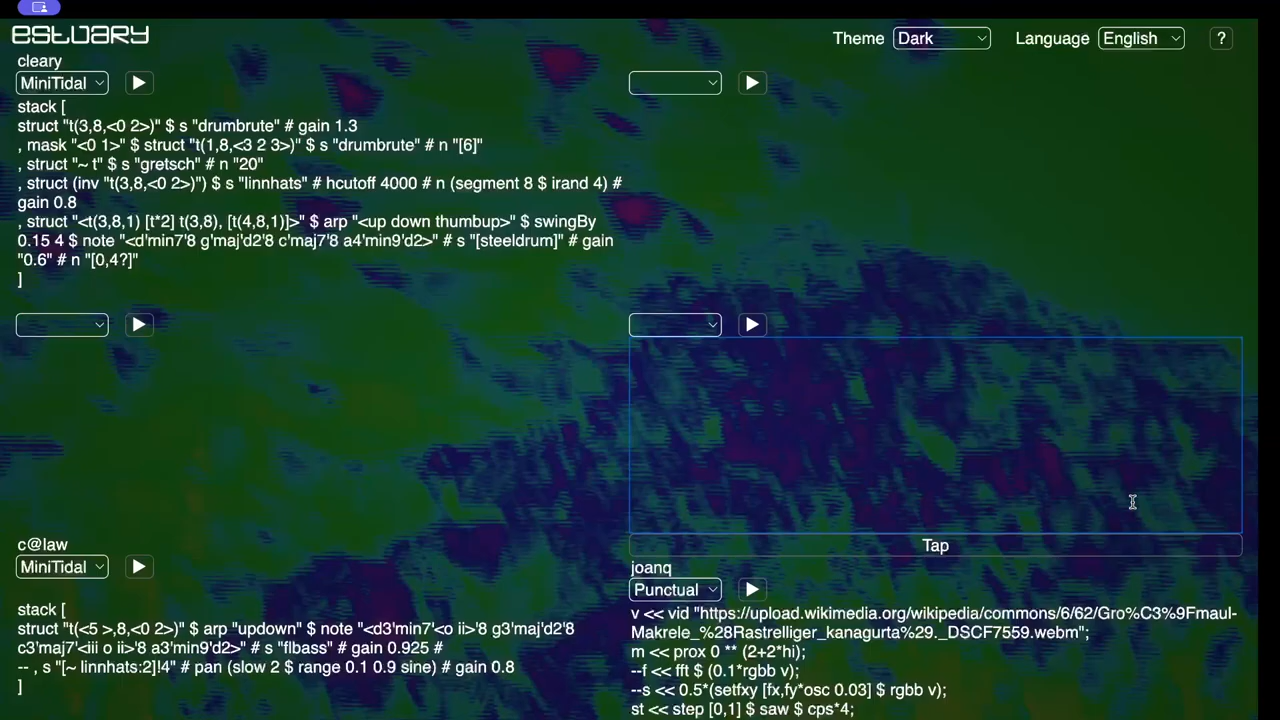 estuary
Theme Dark Language English ?
cleary
MiniTidal
stack [
struct "t(3,8,<0 2>)" $ s "drumbrute" # gain 1.3
, mask "<0 1>" $ struct "t(1,8,<3 2 3>)" $ s "drumbrute" # n "[6]"
, struct "~ t" $ s "gretsch" # n "20"
, struct (inv "t(3,8,<0 2>)") $ s "linnhats" # hcutoff 4000 # n (segment 8 $ irand 4) #
gain 0.8
, struct "<t(3,8,1) [t*2] t(3,8), [t(4,8,1)]>" $ arp "<up down thumbup>" $ swingBy
0.15 4 $ note "<d'min7'8 g'maj'd2'8 c'maj7'8 a4'min9'd2>" # s "[steeldrum]" # gain
"0.6" # n "[0,4?]"
]
c@law
MiniTidal
stack [
struct "t(<5 >,8,<0 2>)" $ arp "updown" $ note "<d3'min7'<o ii>'8 g3'maj'd2'8
c3'maj7'<iii o ii>'8 a3'min9'd2>" # s "flbass" # gain 0.925 #
-- , s "[~ linnhats:2]!4" # pan (slow 2 $ range 0.1 0.9 sine) # gain 0.8
]
Tap
joanq
Punctual
v << vid "https://upload.wikimedia.org/wikipedia/commons/6/62/Gro%C3%9Fmaul-
Makrele_%28Rastrelliger_kanagurta%29._DSCF7559.webm";
m << prox 0 ** (2+2*hi);
--f << fft $ (0.1*rgbb v);
--s << 0.5*(setfxy [fx,fy*osc 0.03] $ rgbb v);
st << step [0,1] $ saw $ cps*4;